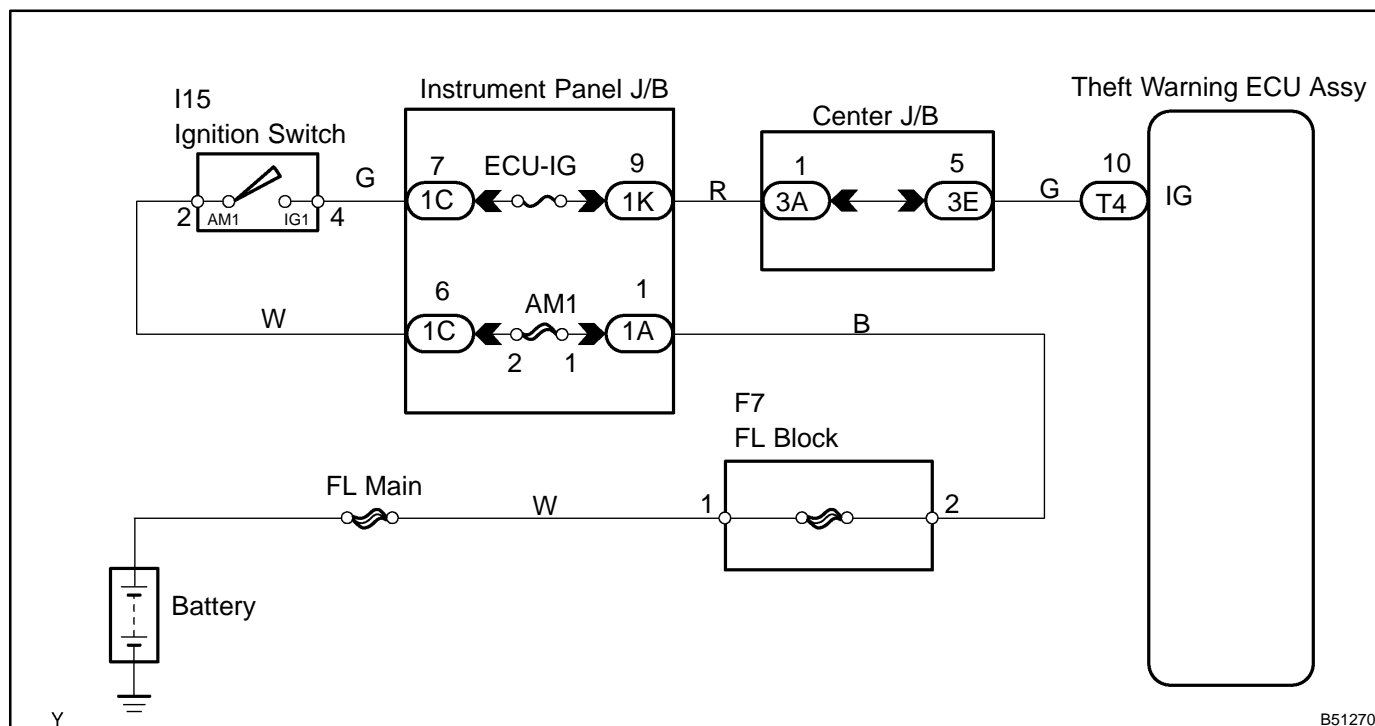 I15
Ignition Switch
Instrument Panel J/B
Center J/B
Theft Warning ECU Assy
2
AM1
IG1
4
G
7
1C
ECU-IG
9
1K
R
1
3A
5
3E
G
10
T4
IG
W
6
1C
AM1
2
1
1
1A
B
F7
FL Block
FL Main
W
1
2
Battery
Y
B51270